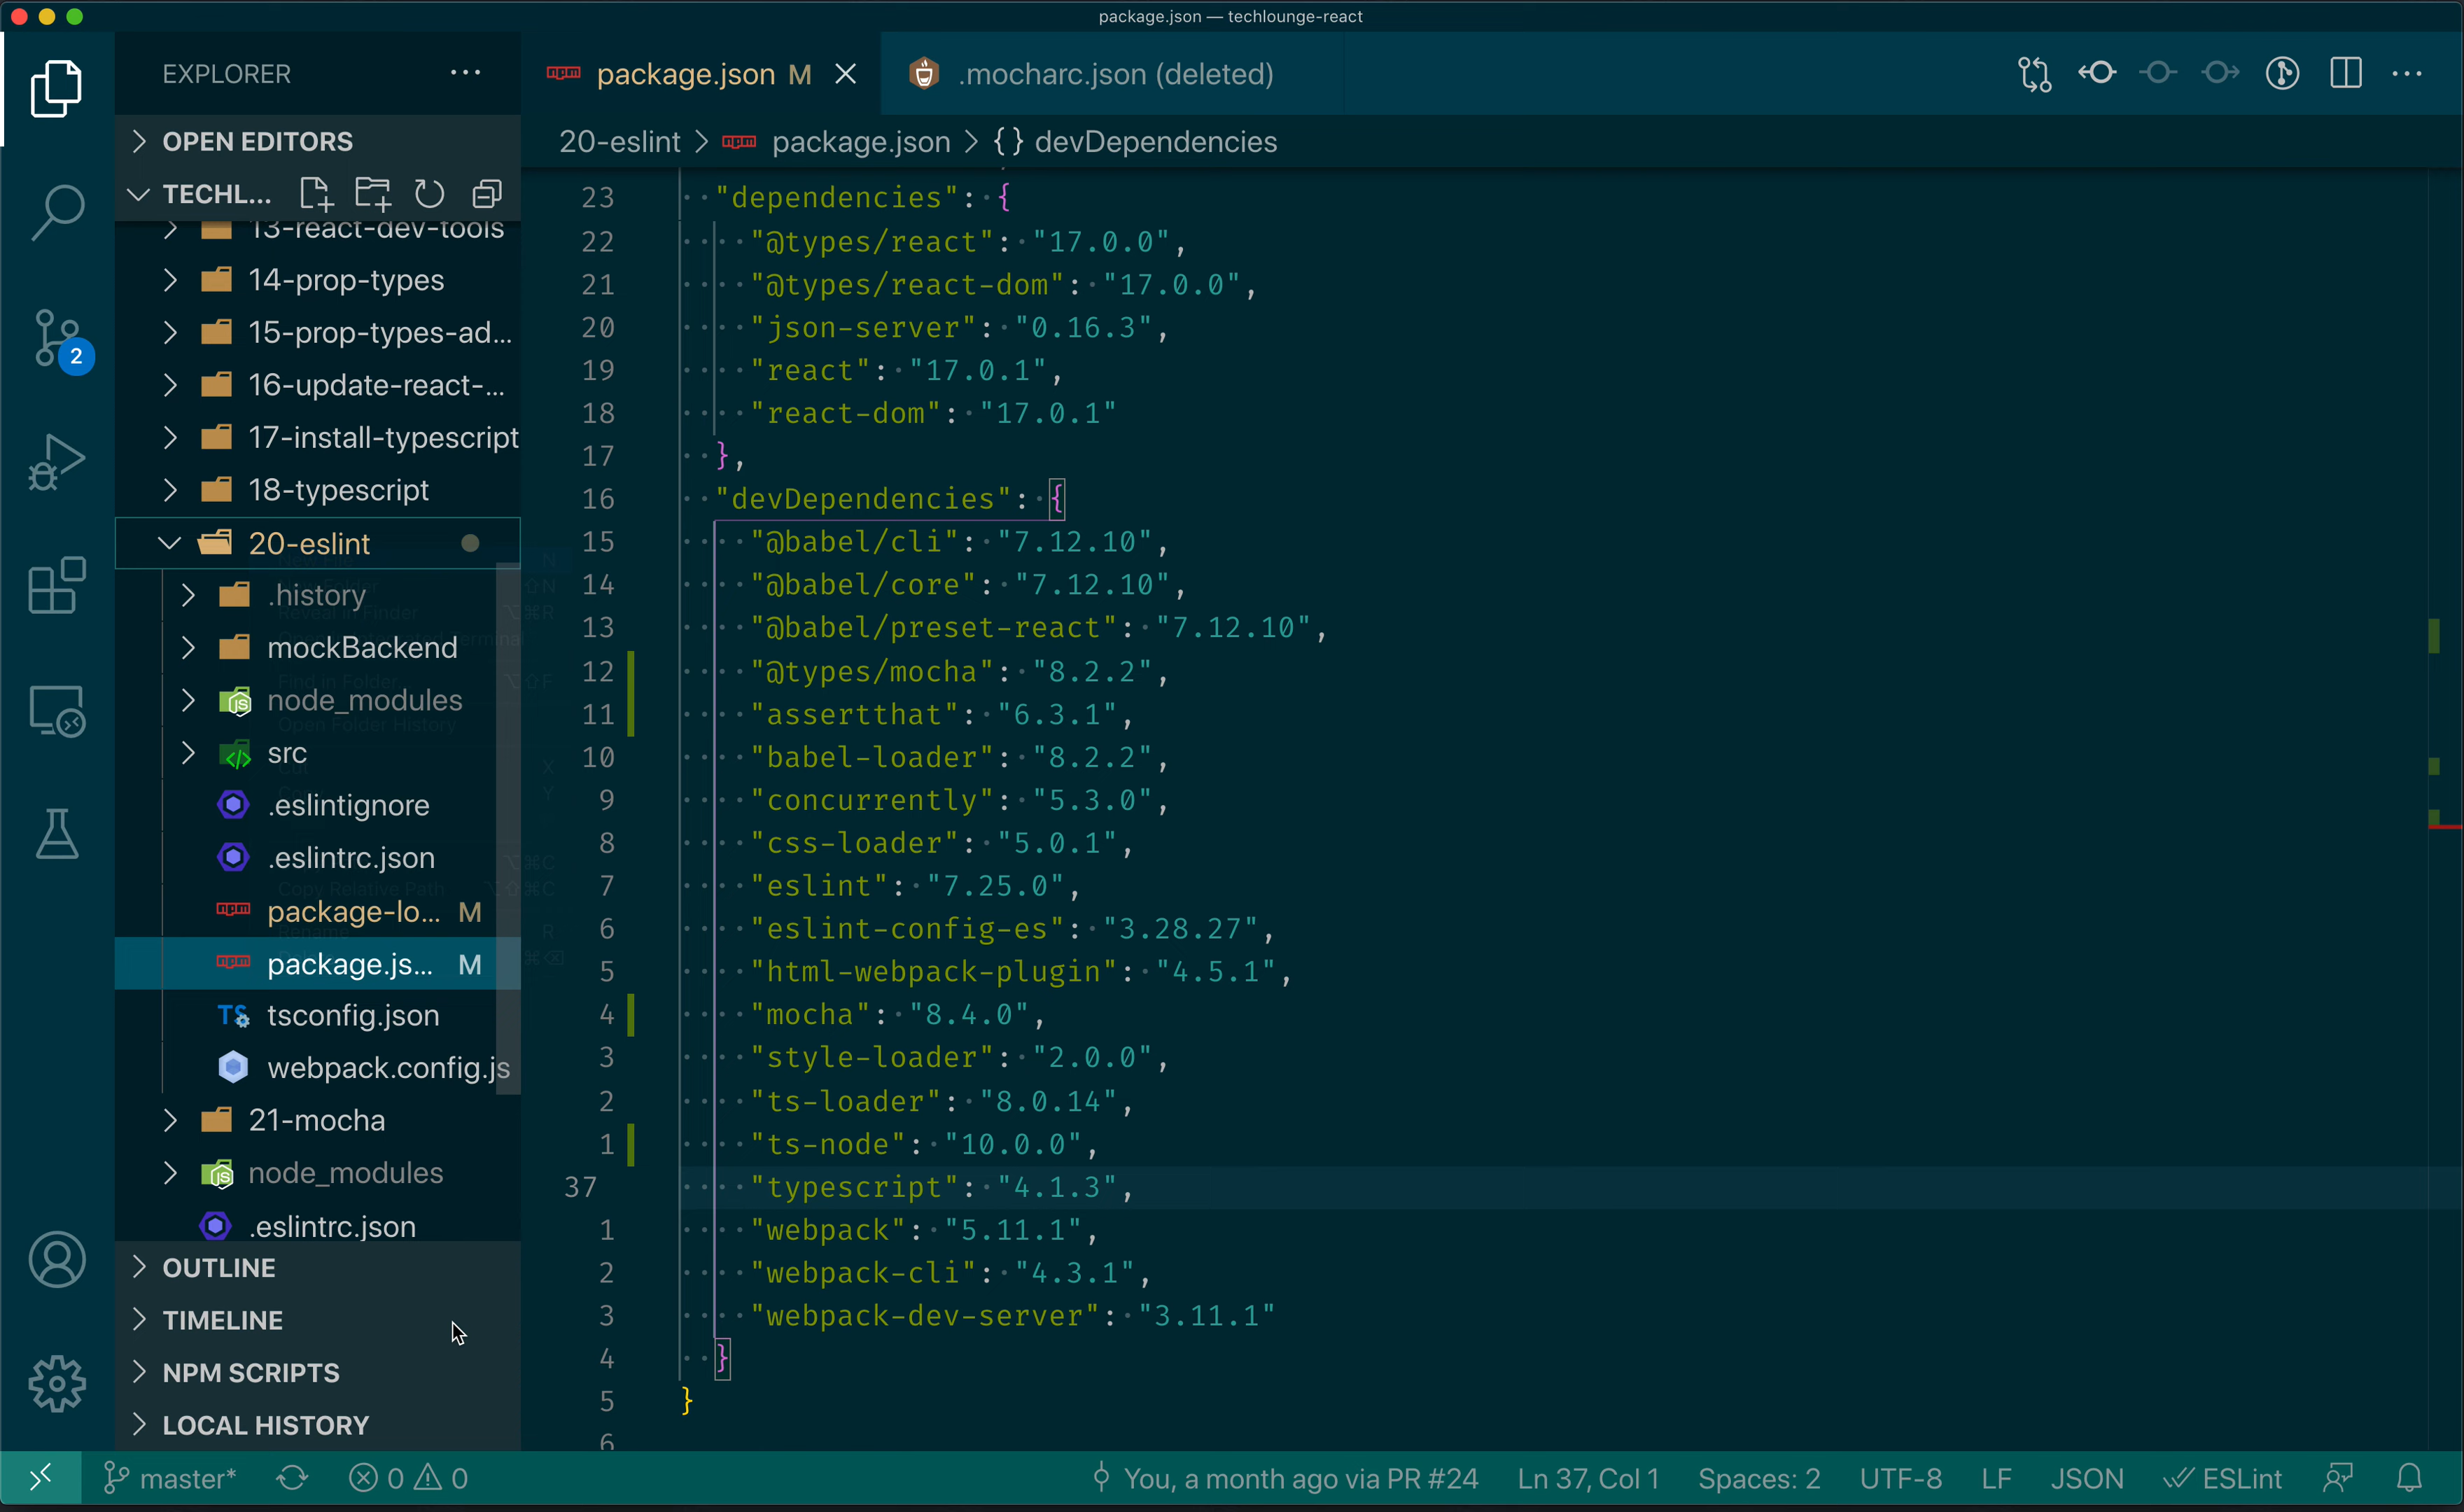 package.json — techlounge-react
EXPLORER
package.json M
.mocharc.json (deleted)
OPEN EDITORS
20-eslint > package.json > {} devDependencies
TECHL...
13-react-dev-tools
14-prop-types
15-prop-types-ad...
16-update-react-...
17-install-typescript
18-typescript
20-eslint
.history
mockBackend
node_modules
src
.eslintignore
.eslintrc.json
package-lo... M
package.js... M
tsconfig.json
webpack.config.js
21-mocha
node_modules
.eslintrc.json
OUTLINE
TIMELINE
NPM SCRIPTS
LOCAL HISTORY
2
23 "dependencies": {
22 "@types/react": "17.0.0",
21 "@types/react-dom": "17.0.0",
20 "json-server": "0.16.3",
19 "react": "17.0.1",
18 "react-dom": "17.0.1"
17 },
16 "devDependencies": {
15 "@babel/cli": "7.12.10",
14 "@babel/core": "7.12.10",
13 "@babel/preset-react": "7.12.10",
12 "@types/mocha": "8.2.2",
11 "assertthat": "6.3.1",
10 "babel-loader": "8.2.2",
9 "concurrently": "5.3.0",
8 "css-loader": "5.0.1",
7 "eslint": "7.25.0",
6 "eslint-config-es": "3.28.27",
5 "html-webpack-plugin": "4.5.1",
4 "mocha": "8.4.0",
3 "style-loader": "2.0.0",
2 "ts-loader": "8.0.14",
1 "ts-node": "10.0.0",
37 "typescript": "4.1.3",
1 "webpack": "5.11.1",
2 "webpack-cli": "4.3.1",
3 "webpack-dev-server": "3.11.1"
4 }
5 }
6
master* 0 0 You, a month ago via PR #24 Ln 37, Col 1 Spaces: 2 UTF-8 LF JSON ESLint